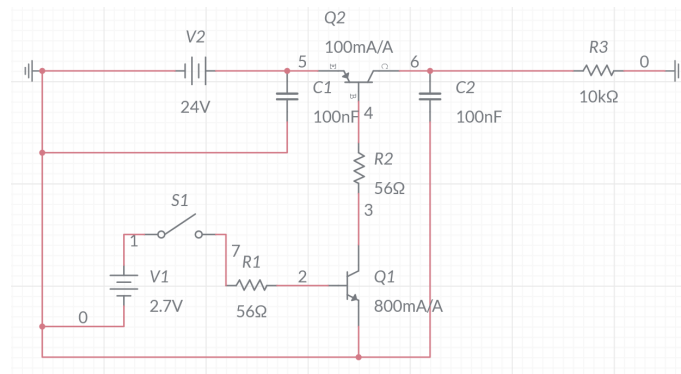 Q2
V2
100mA/A
R3
5
E
C
6
0
C1
24V
100nF
B
4
C2
100nF
10kΩ
R2
56Ω
S1
3
1
7
V1
R1
2
Q1
2.7V
56Ω
800mA/A
0